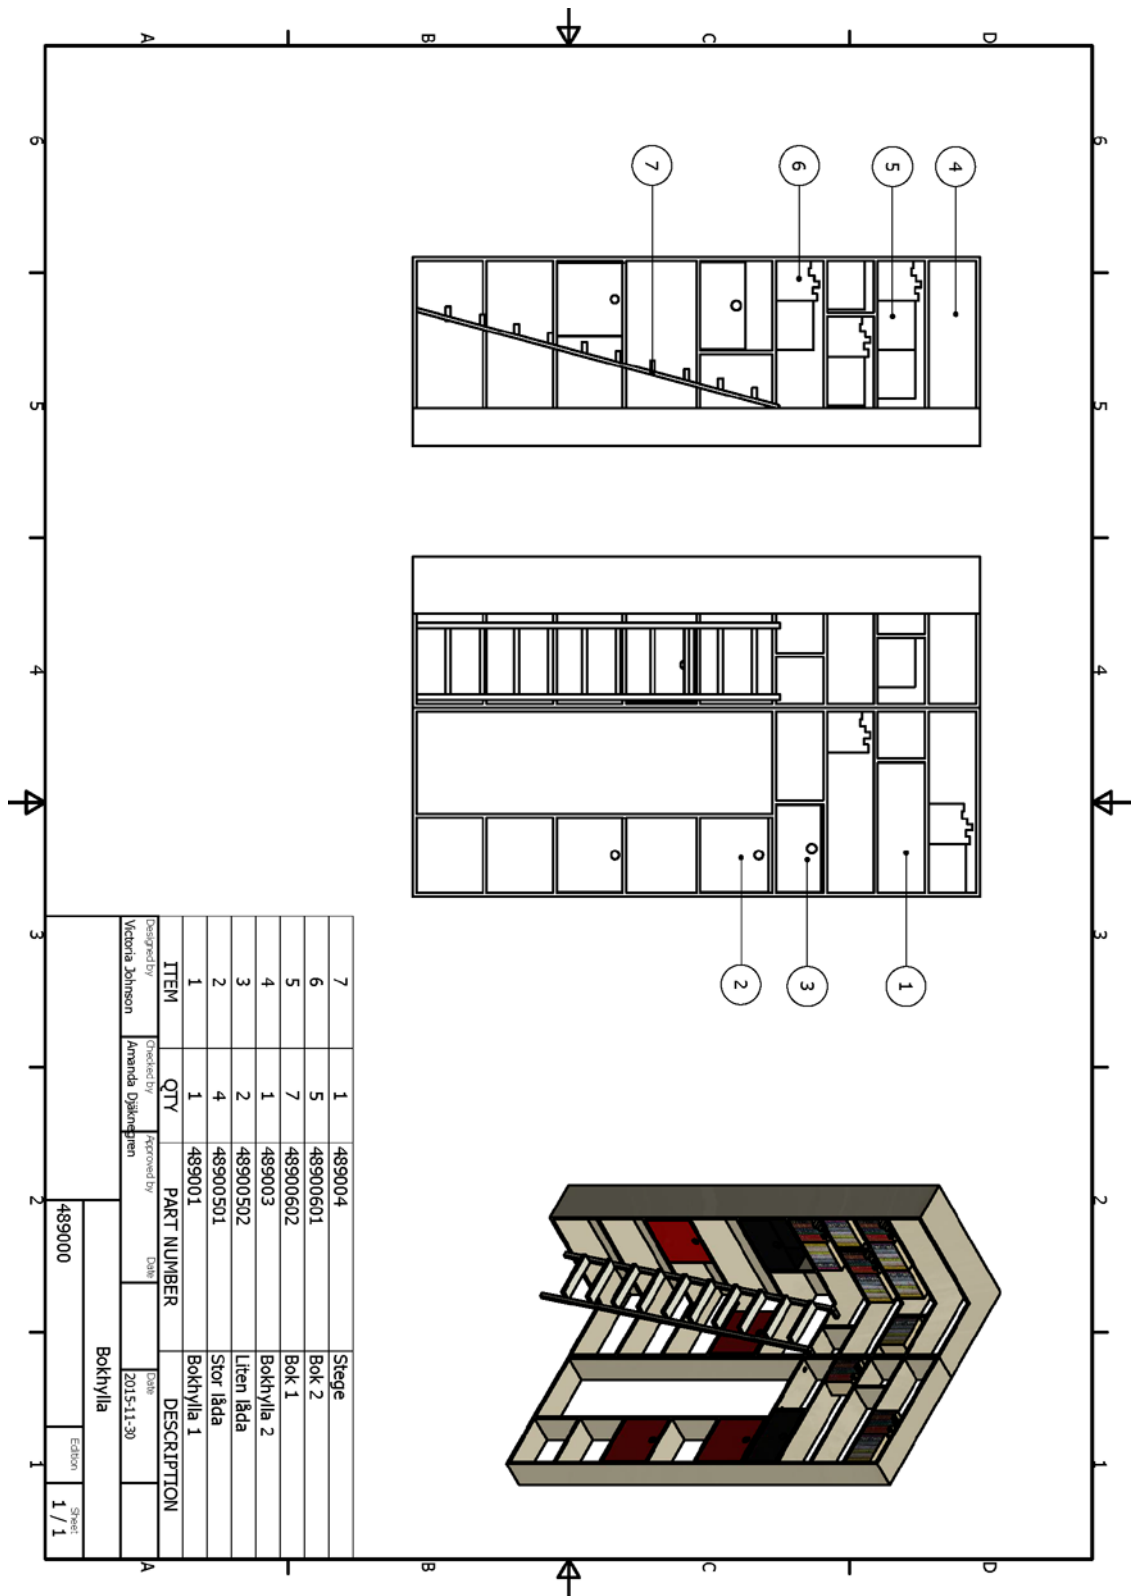 6 5 4 3 2 1
D
C
B
A
4
5
6
7
1
3
2
7 1 489004 Stege
6 5 48900601 Bok 2
5 7 48900602 Bok 1
4 1 489003 Bokhylla 2
3 2 48900502 Liten låda
2 4 48900501 Stor låda
1 1 489001 Bokhylla 1
ITEM QTY PART NUMBER DESCRIPTION
Designed by Checked by Approved by Date Date
Victoria Johnson Amanda Djäknegren 2015-11-30
Bokhylla
489000
Edition Sheet
1 / 1
D
C
B
A
6 5 4 3 2 1